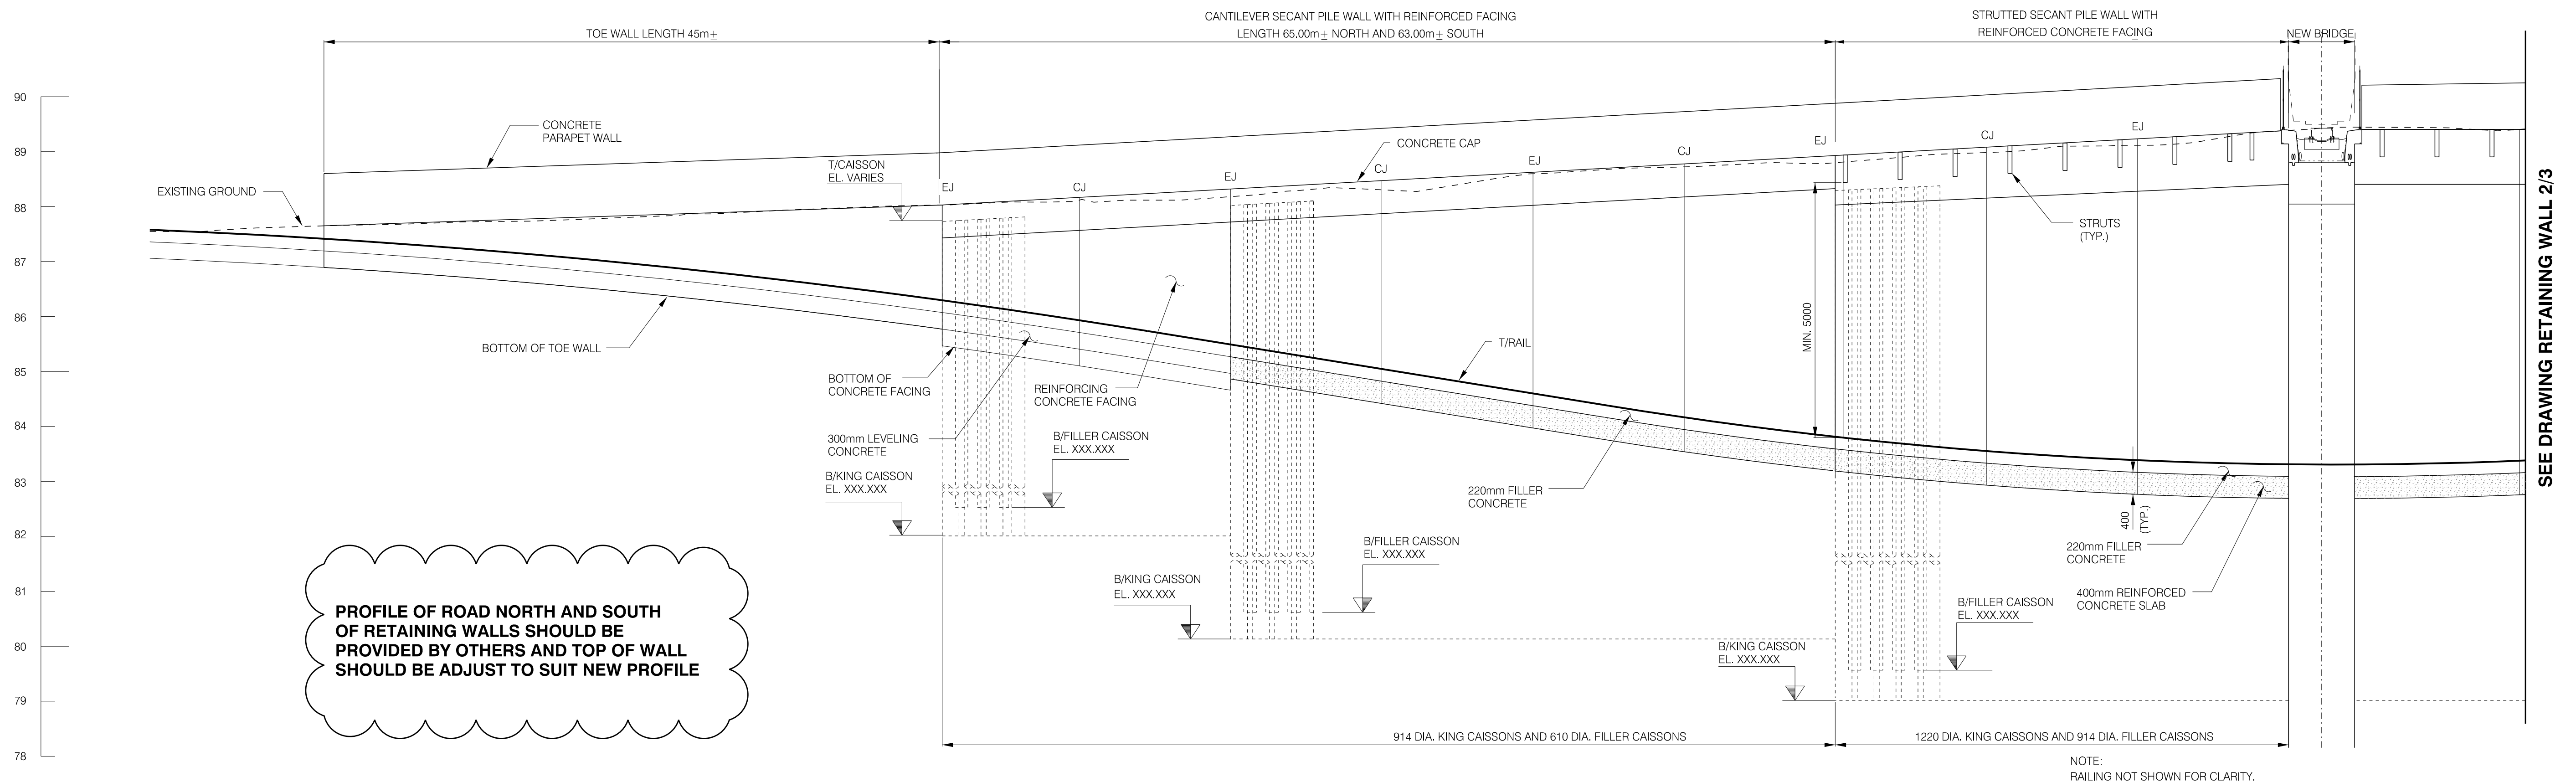 CANTILEVER SECANT PILE WALL WITH REINFORCED FACING
LENGTH 65.00m± NORTH AND 63.00m± SOUTH
STRUTTED SECANT PILE WALL WITH
REINFORCED CONCRETE FACING
TOE WALL LENGTH 45m±
NEW BRIDGE
90
89
88
87
86
85
84
83
82
81
80
79
78
CONCRETE
PARAPET WALL
EXISTING GROUND
T/CAISSON
EL. VARIES
CONCRETE CAP
EJ
CJ
EJ
CJ
EJ
CJ
EJ
CJ
EJ
STRUTS
(TYP.)
MIN. 5000
BOTTOM OF TOE WALL
BOTTOM OF
CONCRETE FACING
REINFORCING
CONCRETE FACING
T/RAIL
300mm LEVELING
CONCRETE
B/FILLER CAISSON
EL. XXX.XXX
B/KING CAISSON
EL. XXX.XXX
220mm FILLER
CONCRETE
B/FILLER CAISSON
EL. XXX.XXX
B/KING CAISSON
EL. XXX.XXX
400
(TYP.)
220mm FILLER
CONCRETE
400mm REINFORCED
CONCRETE SLAB
B/FILLER CAISSON
EL. XXX.XXX
B/KING CAISSON
EL. XXX.XXX
PROFILE OF ROAD NORTH AND SOUTH
OF RETAINING WALLS SHOULD BE
PROVIDED BY OTHERS AND TOP OF WALL
SHOULD BE ADJUST TO SUIT NEW PROFILE
914 DIA. KING CAISSONS AND 610 DIA. FILLER CAISSONS
1220 DIA. KING CAISSONS AND 914 DIA. FILLER CAISSONS
NOTE:
RAILING NOT SHOWN FOR CLARITY.
SEE DRAWING RETAINING WALL 2/3